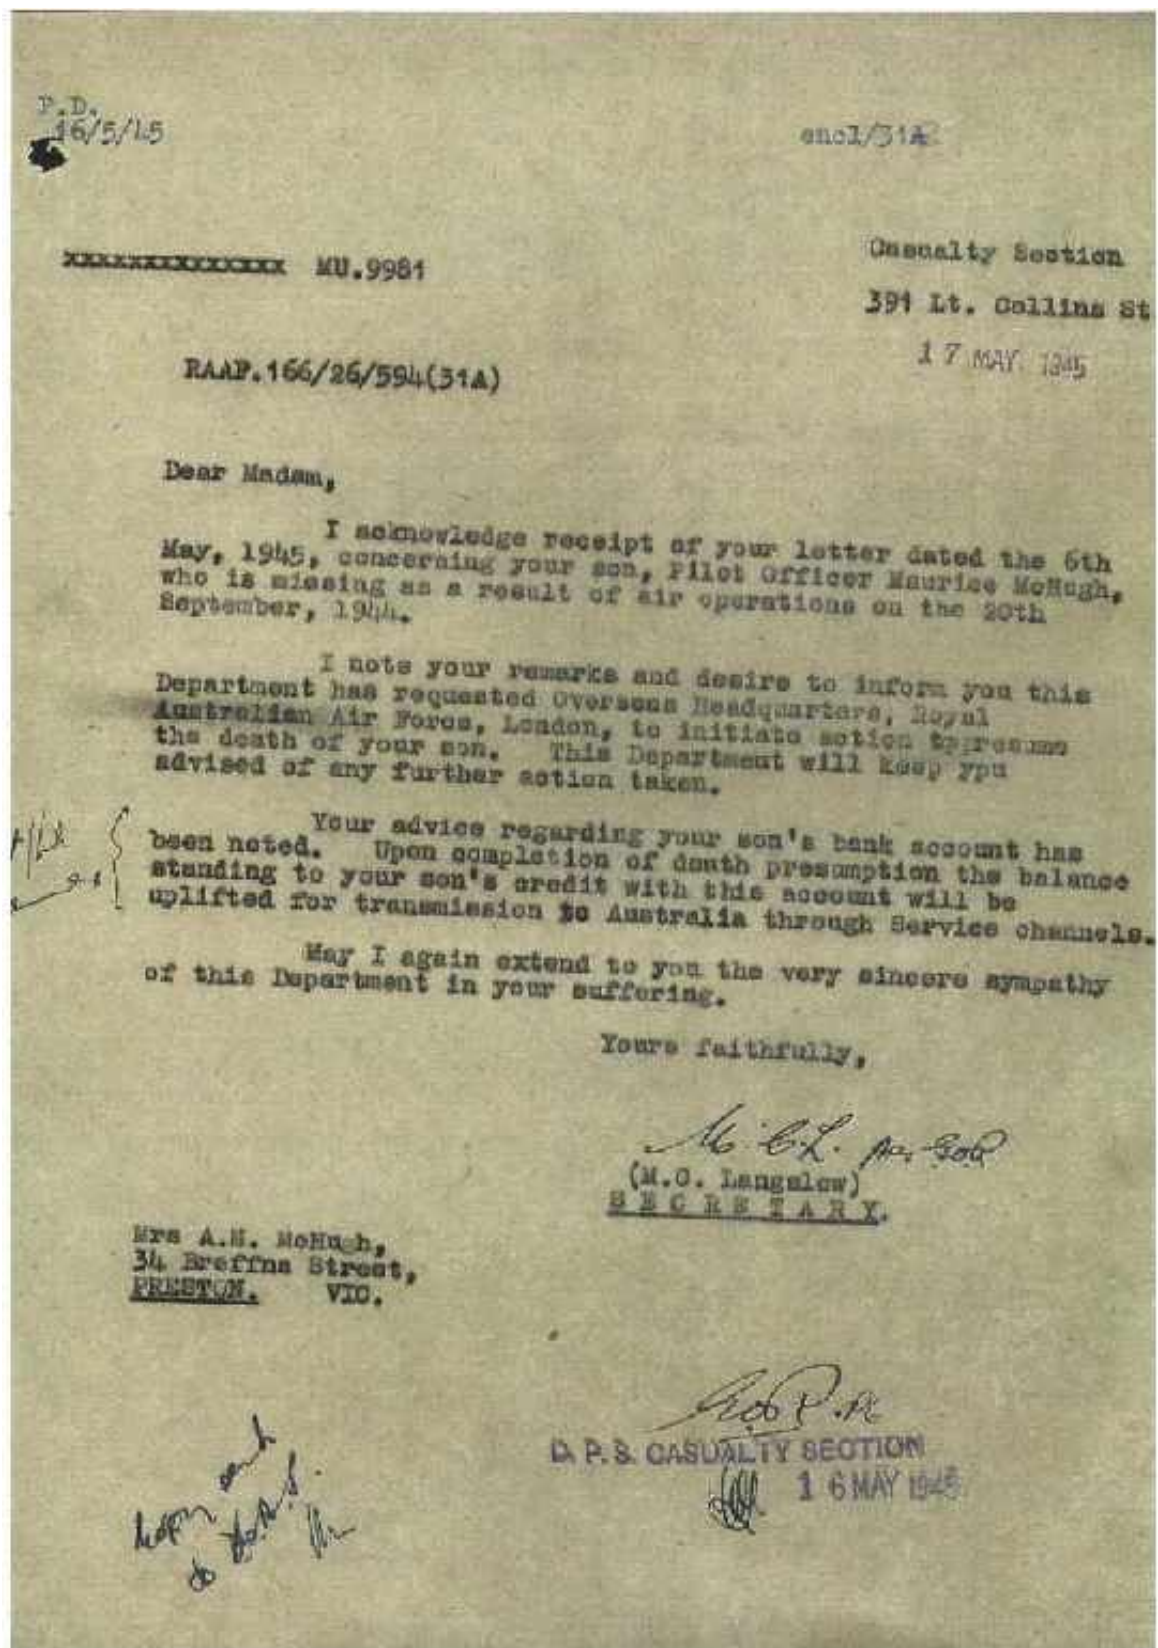 P.D.
16/5/45
encl/31A
xxxxxxxxxxxxxx MU.9981
Casualty Section
391 Lt. Collins St
17 MAY 1945
RAAF.166/26/594(31A)
Dear Madam,
I acknowledge receipt of your letter dated the 6th
May, 1945, concerning your son, Pilot Officer Maurice McHugh,
who is missing as a result of air operations on the 20th
September, 1944.
I note your remarks and desire to inform you this
Department has requested Overseas Headquarters, Royal
Australian Air Force, London, to initiate action to presume
the death of your son. This Department will keep you
advised of any further action taken.
Your advice regarding your son's bank account has
been noted. Upon completion of death presumption the balance
standing to your son's credit with this account will be
uplifted for transmission to Australia through Service channels.
May I again extend to you the very sincere sympathy
of this Department in your suffering.
Yours faithfully,
M.C.L.
(M.C. Langslow)
SECRETARY.
Mrs A.M. McHugh,
34 Breffna Street,
PRESTON. VIC.
D.P.S. CASUALTY SECTION
16 MAY 1945
Copy sent
to